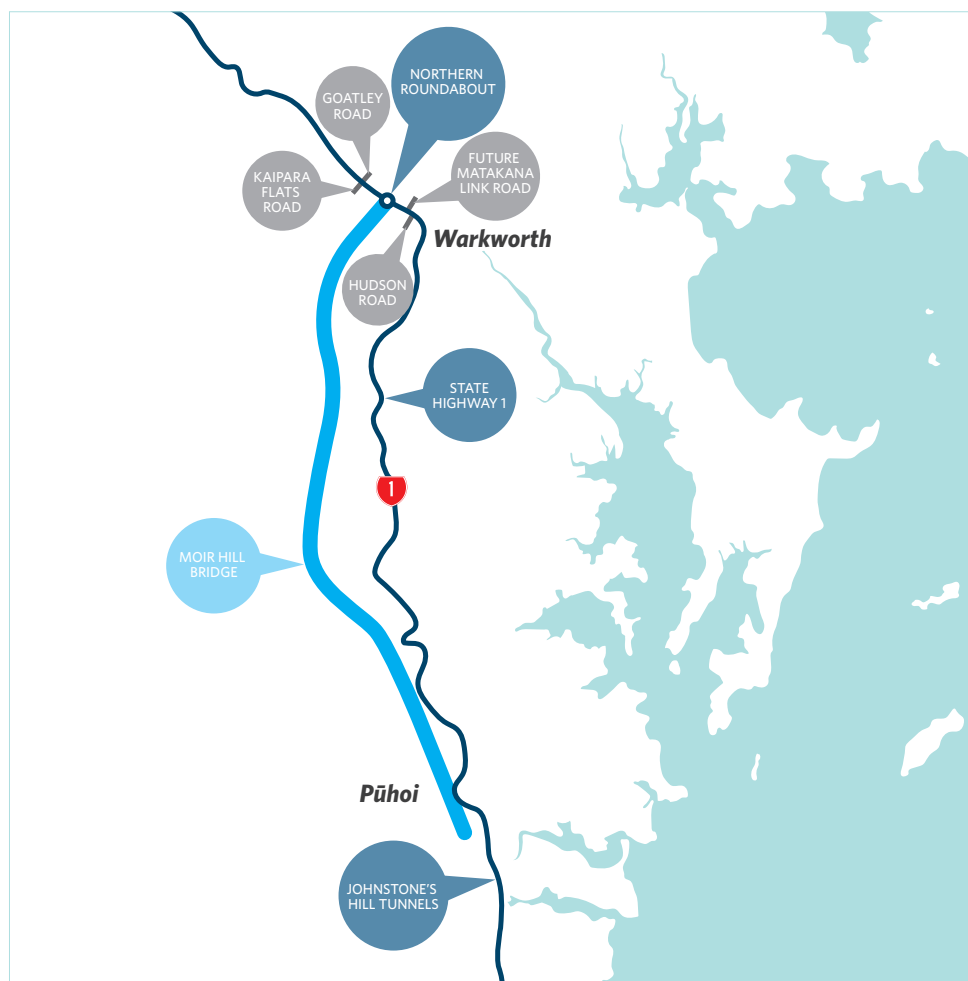 NORTHERN
ROUNDABOUT
GOATLEY
ROAD
KAIPARA
FLATS
ROAD
FUTURE
MATAKANA
LINK ROAD
Warkworth
HUDSON
ROAD
STATE
HIGHWAY 1
1
MOIR HILL
BRIDGE
Pūhoi
JOHNSTONE'S
HILL TUNNELS